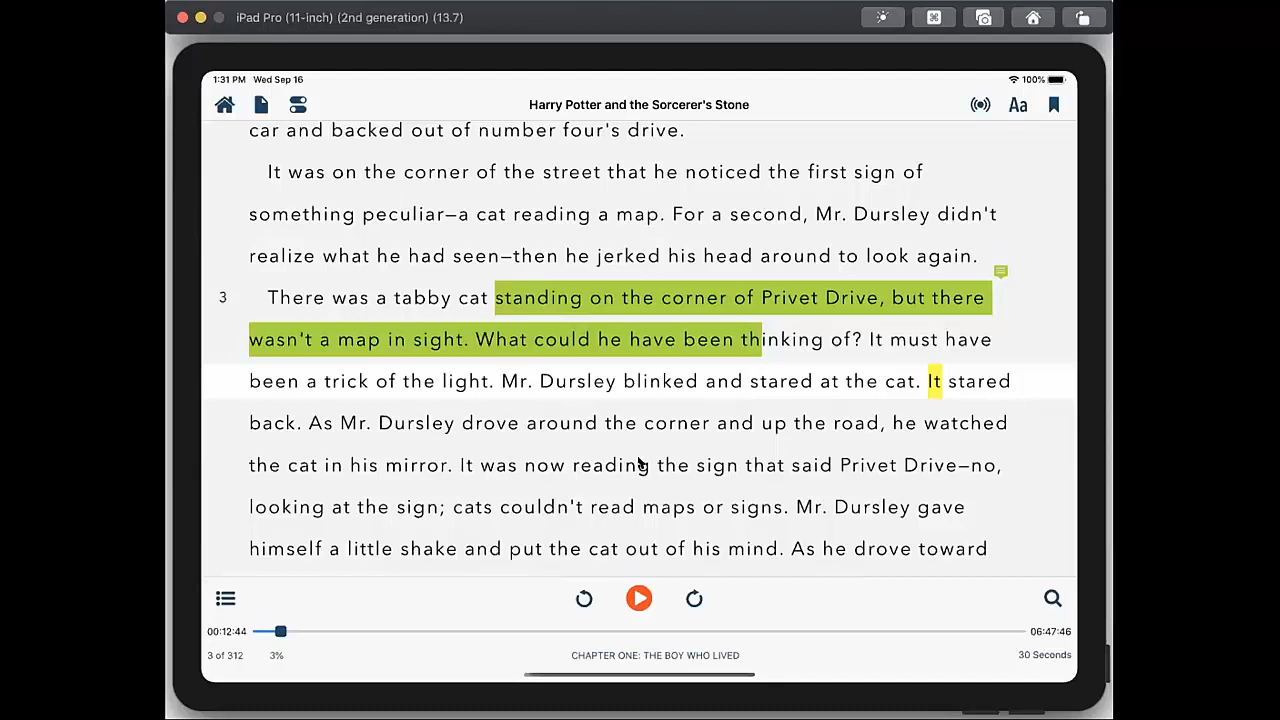 iPad Pro (11-inch) (2nd generation) (13.7)
1:31 PM Wed Sep 16
100%
Harry Potter and the Sorcerer's Stone
Aa
car and backed out of number four's drive.
It was on the corner of the street that he noticed the first sign of
something peculiar—a cat reading a map. For a second, Mr. Dursley didn't
realize what he had seen—then he jerked his head around to look again.
3 There was a tabby cat standing on the corner of Privet Drive, but there
wasn't a map in sight. What could he have been thinking of? It must have
been a trick of the light. Mr. Dursley blinked and stared at the cat. It stared
back. As Mr. Dursley drove around the corner and up the road, he watched
the cat in his mirror. It was now reading the sign that said Privet Drive—no,
looking at the sign; cats couldn't read maps or signs. Mr. Dursley gave
himself a little shake and put the cat out of his mind. As he drove toward
00:12:44
06:47:46
3 of 312 3% CHAPTER ONE: THE BOY WHO LIVED 30 Seconds